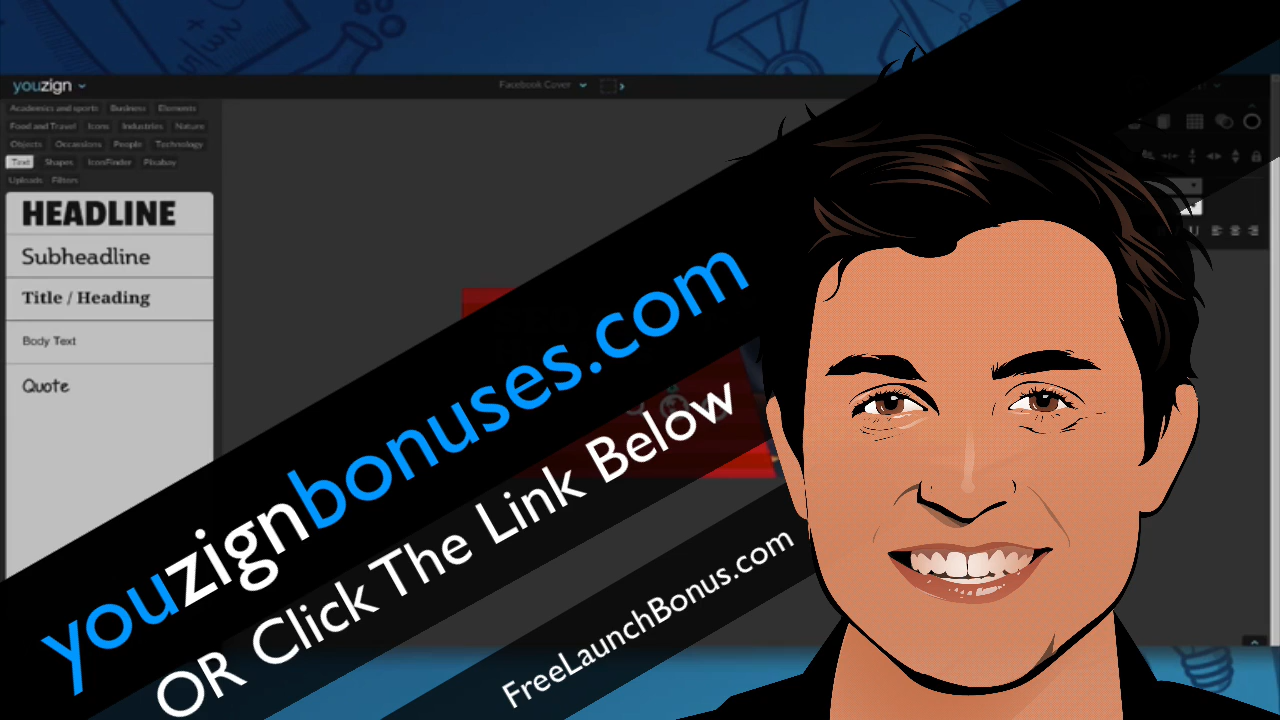 youzign
Facebook Cover
Academics and sports Business Elements
Food and Travel Icons Industries Nature
Objects Occassions People Technology
Text Shapes IconFinder Pixabay
Uploads Filters
HEADLINE
Subheadline
Title / Heading
Body Text
Quote
youzignbonuses.com
OR Click The Link Below
FreeLaunchBonus.com